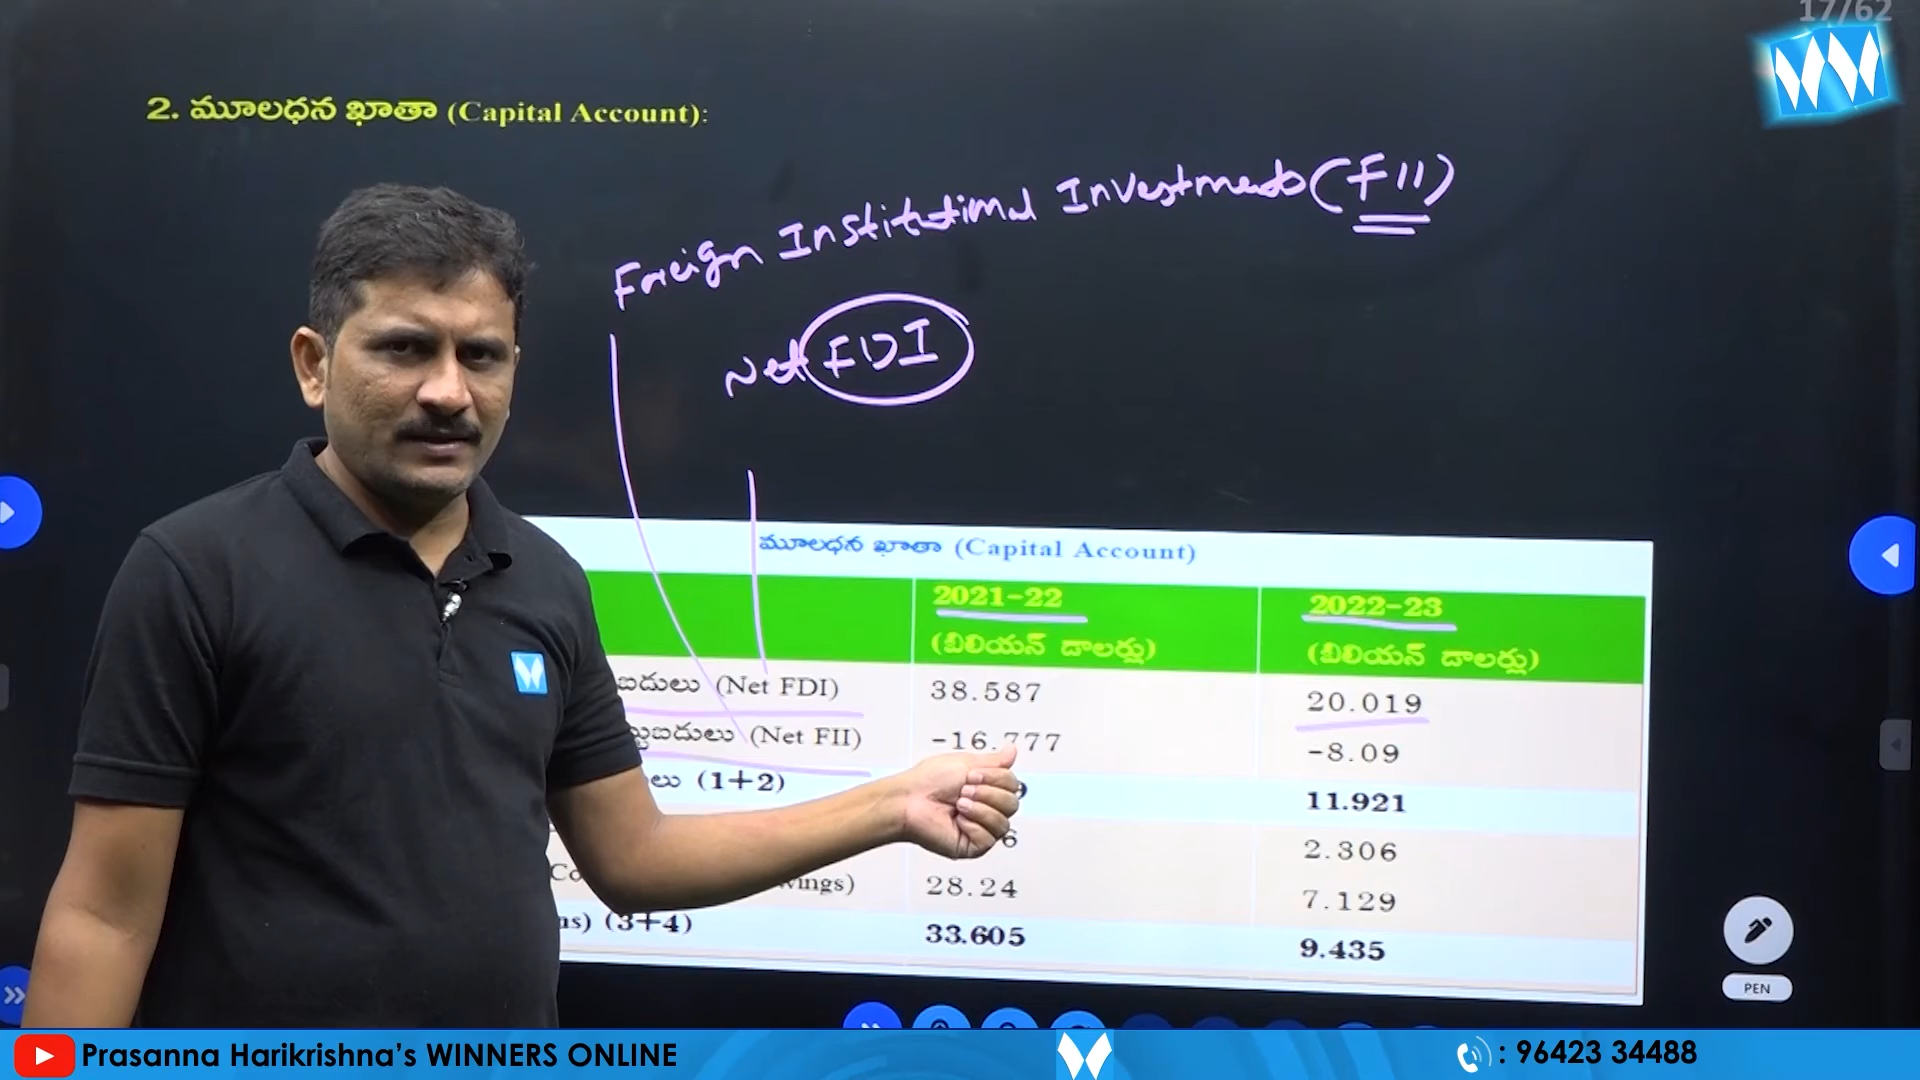 17/62
2. మూలధన ఖాతా (Capital Account):
Foreign Institutional Investments (FII)
Net FDI
మూలధన ఖాతా (Capital Account)
2021-22 2022-23
(బిలియన్ డాలర్లు) (బిలియన్ డాలర్లు)
(Net FDI) 38.587 20.019
(Net FII) -16.777 -8.09
(1+2) 11.921
2.306
28.24 7.129
(3+4) 33.605 9.435
PEN
Prasanna Harikrishna's WINNERS ONLINE
: 96423 34488